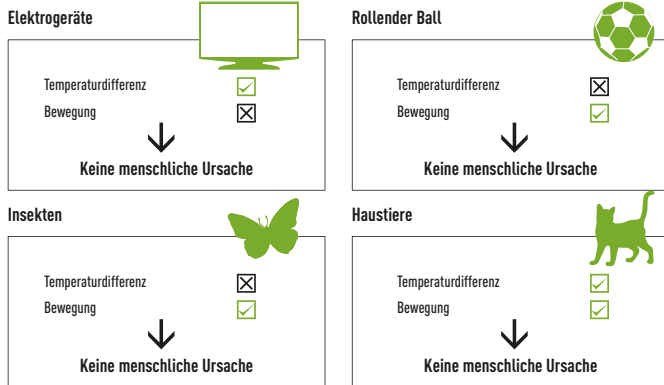 Elektrogeräte
Temperaturdifferenz
Bewegung
Keine menschliche Ursache
Rollender Ball
Temperaturdifferenz
Bewegung
Keine menschliche Ursache
Insekten
Temperaturdifferenz
Bewegung
Keine menschliche Ursache
Haustiere
Temperaturdifferenz
Bewegung
Keine menschliche Ursache